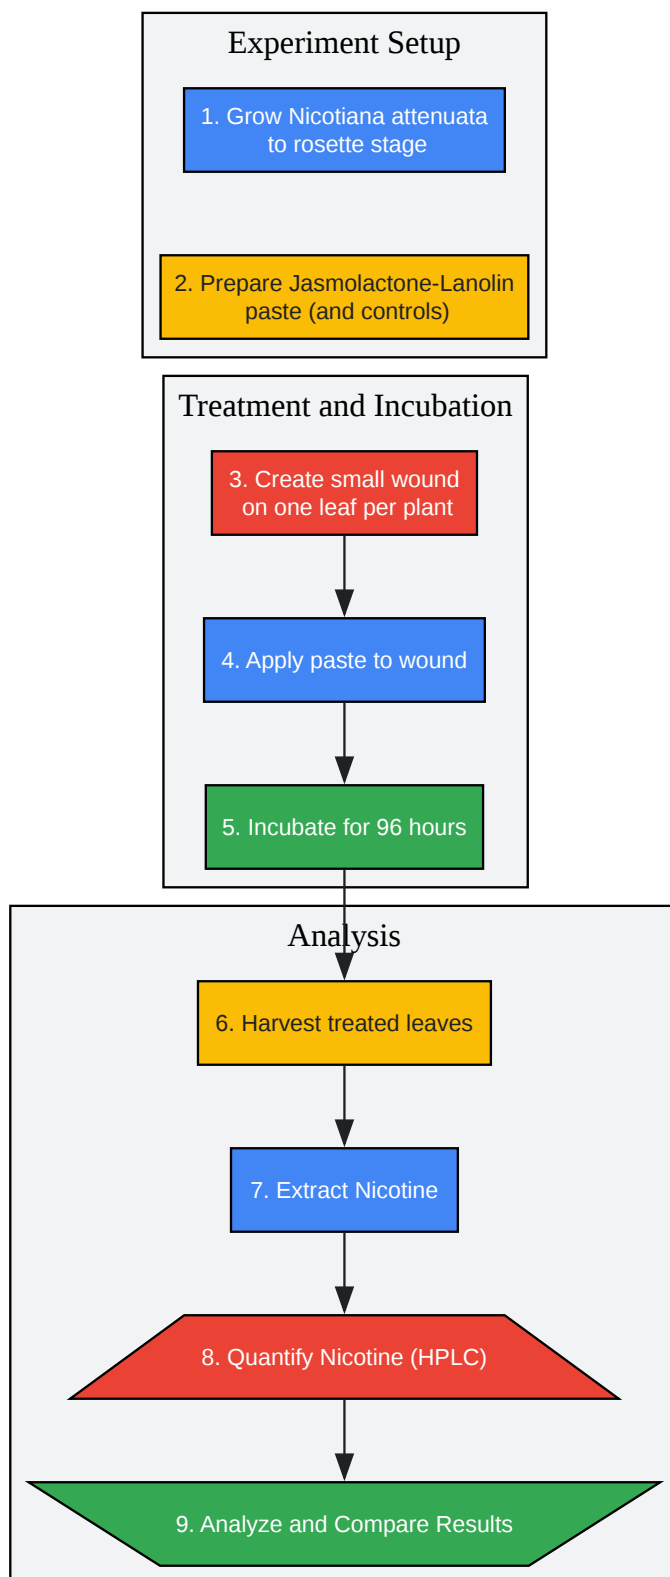 Experiment Setup
1. Grow Nicotiana attenuata
to rosette stage
2. Prepare Jasmolactone-Lanolin
paste (and controls)
Treatment and Incubation
3. Create small wound
on one leaf per plant
4. Apply paste to wound
5. Incubate for 96 hours
Analysis
6. Harvest treated leaves
7. Extract Nicotine
8. Quantify Nicotine (HPLC)
9. Analyze and Compare Results